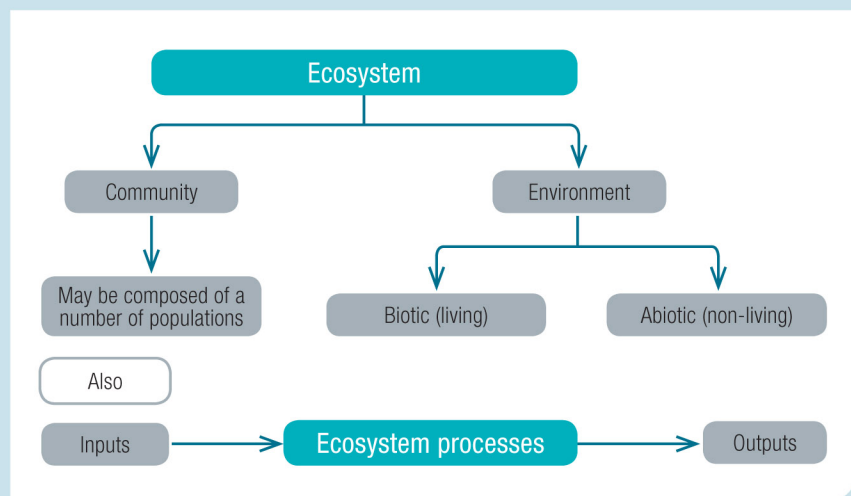 Ecosystem
Community
Environment
May be composed of a
number of populations
Biotic (living)
Abiotic (non-living)
Also
Inputs
Ecosystem processes
Outputs